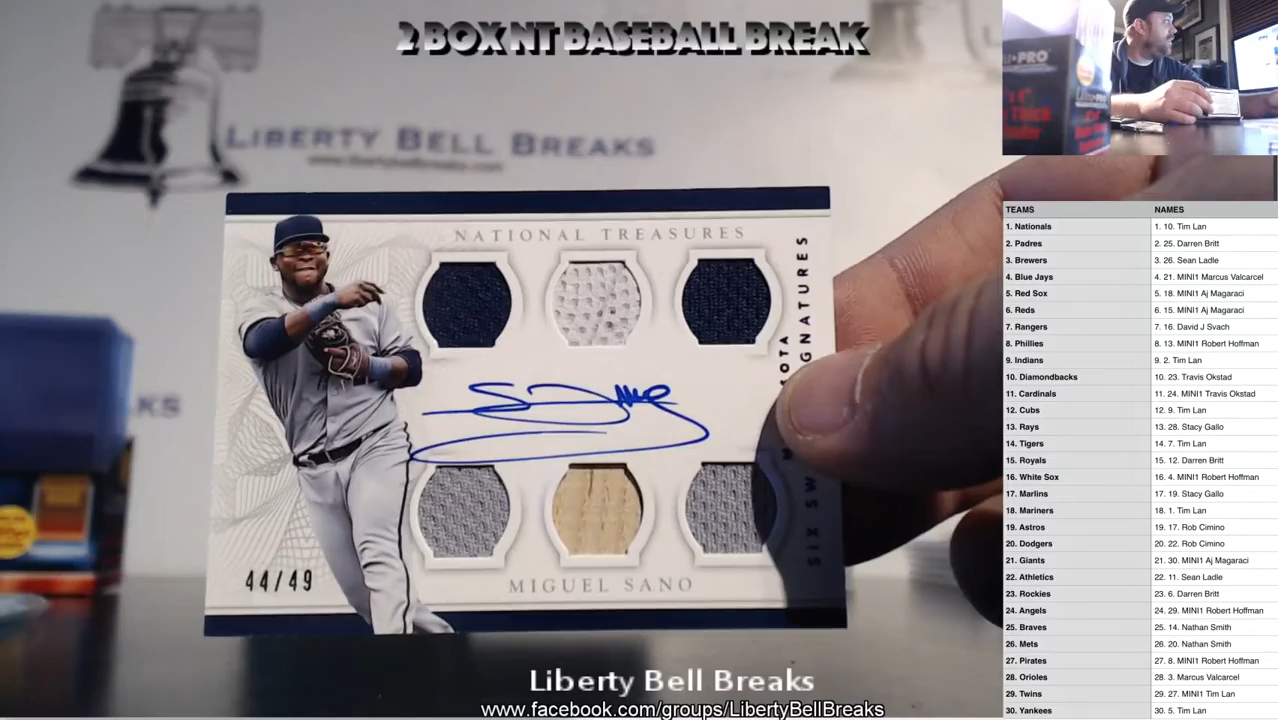 2 BOX NT BASEBALL BREAK
LIBERTY BELL BREAKS
www.libertybellbreaks.com
PRO
KS
NATIONAL TREASURES
SIGNATURES
44/49
MIGUEL SANO
Liberty Bell Breaks
www.facebook.com/groups/LibertyBellBreaks
TEAMS NAMES
1. Nationals 1. 10. Tim Lan
2. Padres 2. 25. Darren Britt
3. Brewers 3. 26. Sean Ladle
4. Blue Jays 4. 21. MINI1 Marcus Valcarcel
5. Red Sox 5. 18. MINI1 Aj Magaraci
6. Reds 6. 15. MINI1 Aj Magaraci
7. Rangers 7. 16. David J Svach
8. Phillies 8. 13. MINI1 Robert Hoffman
9. Indians 9. 2. Tim Lan
10. Diamondbacks 10. 23. Travis Okstad
11. Cardinals 11. 24. MINI1 Travis Okstad
12. Cubs 12. 9. Tim Lan
13. Rays 13. 28. Stacy Gallo
14. Tigers 14. 7. Tim Lan
15. Royals 15. 12. Darren Britt
16. White Sox 16. 4. MINI1 Robert Hoffman
17. Marlins 17. 19. Stacy Gallo
18. Mariners 18. 1. Tim Lan
19. Astros 19. 17. Rob Cimino
20. Dodgers 20. 22. Rob Cimino
21. Giants 21. 30. MINI1 Aj Magaraci
22. Athletics 22. 11. Sean Ladle
23. Rockies 23. 6. Darren Britt
24. Angels 24. 29. MINI1 Robert Hoffman
25. Braves 25. 14. Nathan Smith
26. Mets 26. 20. Nathan Smith
27. Pirates 27. 8. MINI1 Robert Hoffman
28. Orioles 28. 3. Marcus Valcarcel
29. Twins 29. 27. MINI1 Tim Lan
30. Yankees 30. 5. Tim Lan